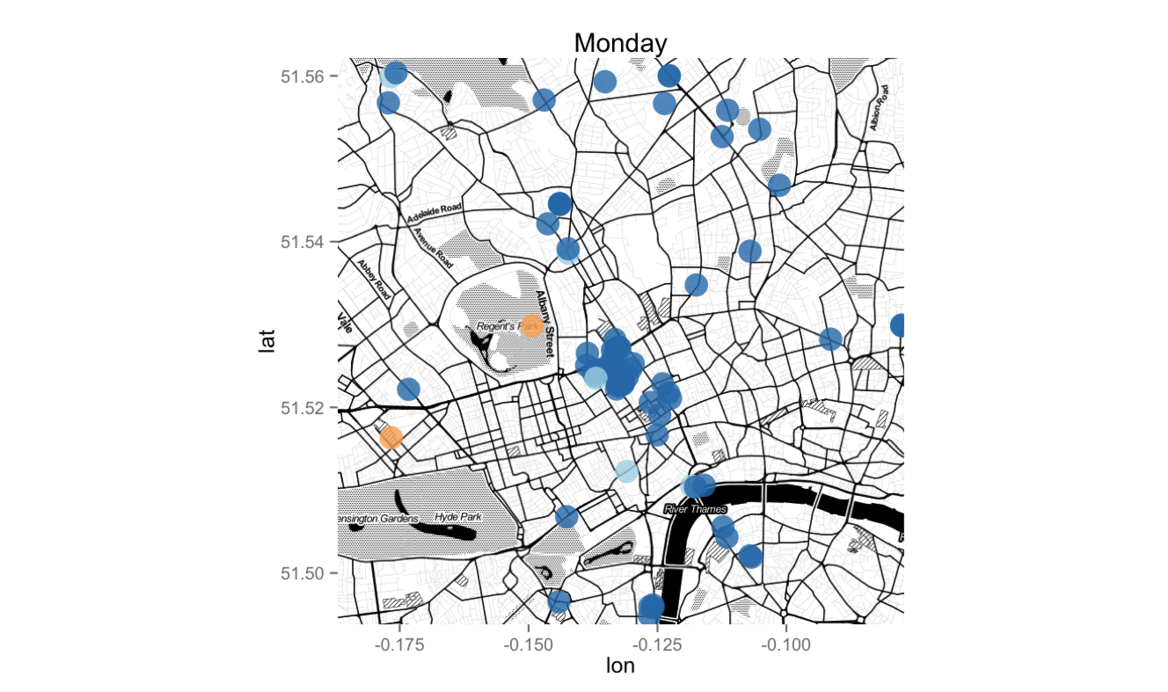 Monday
51.56
Albion Road
Adelaide Road
51.54
Avenue Road
Abbey Road
Albany Street
Vale
Regent's Park
lat
51.52
River Thames
ensington Gardens
Hyde Park
51.50
-0.175
-0.150
-0.125
-0.100
lon